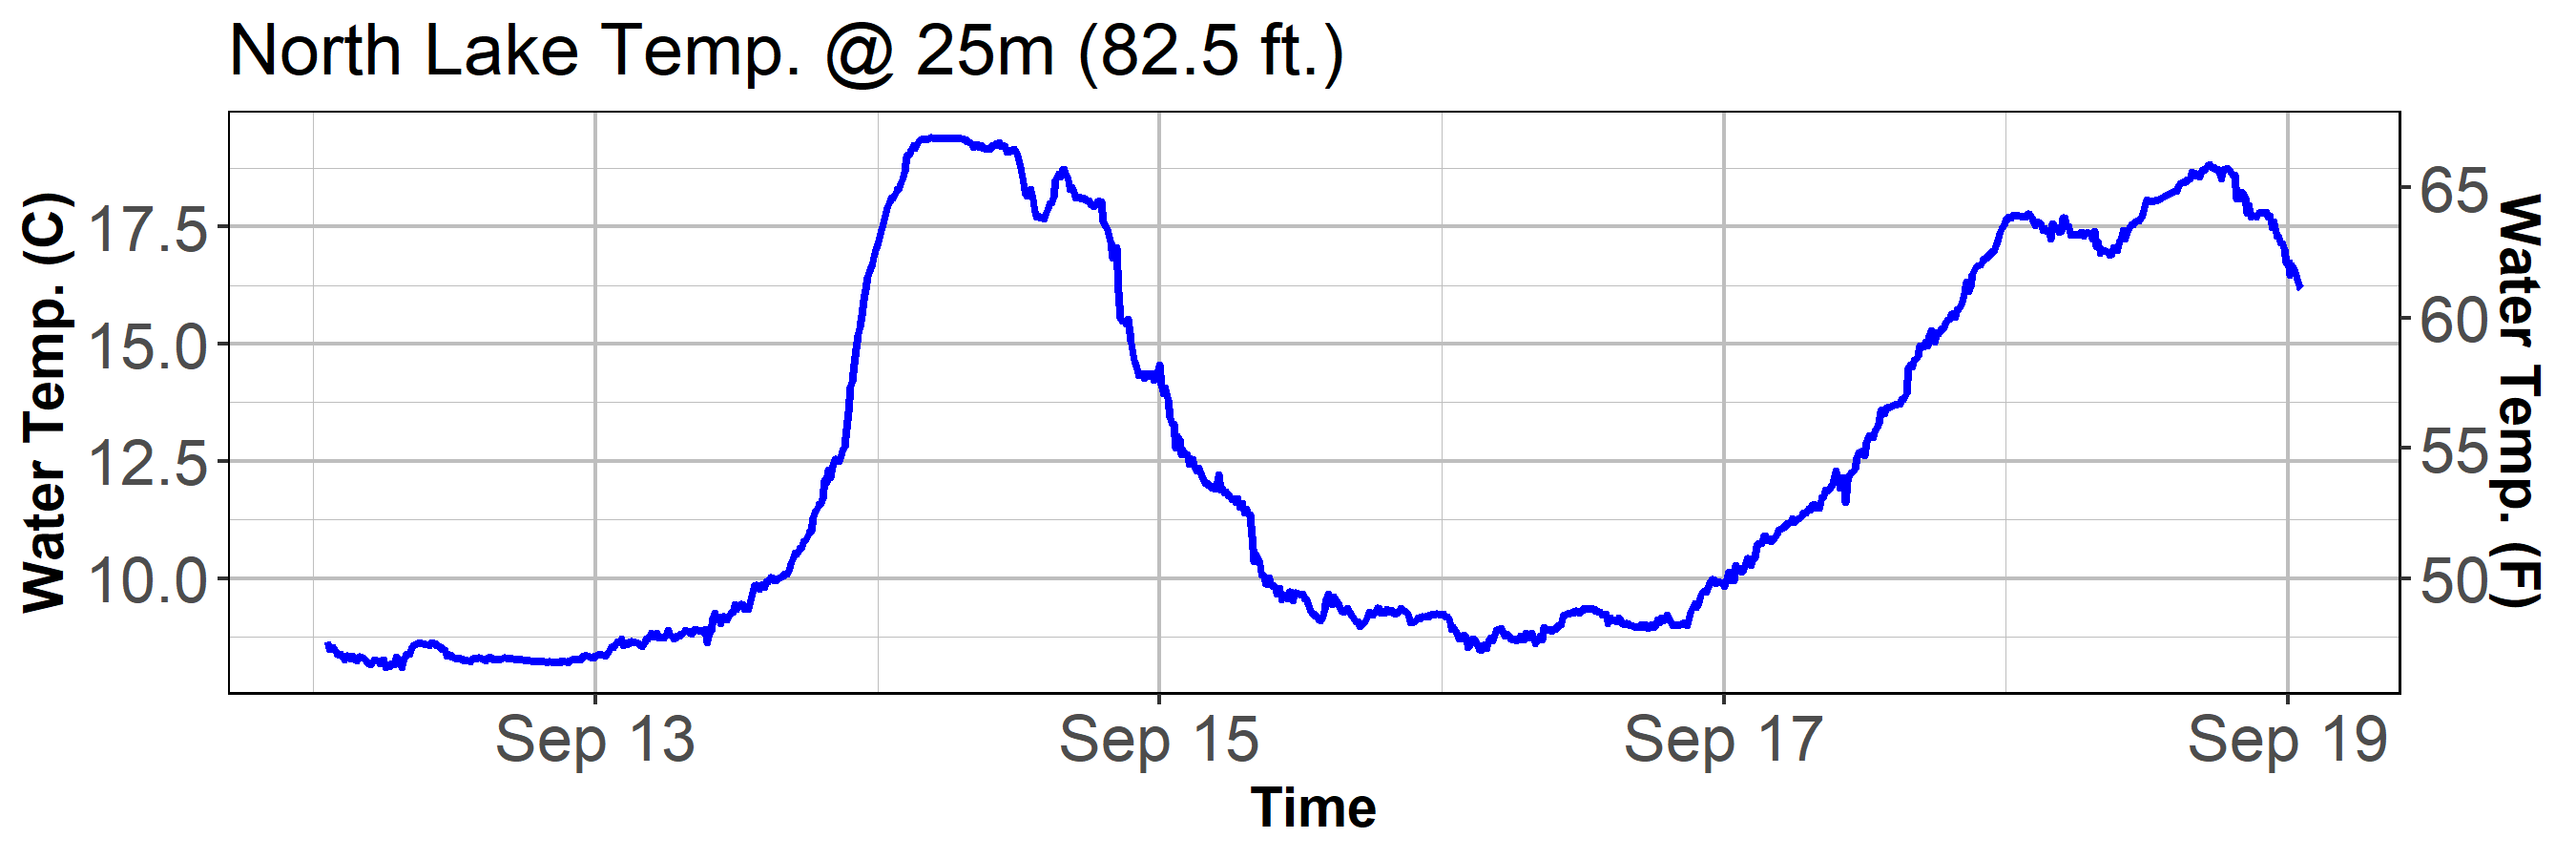 North Lake Temp. @ 25m (82.5 ft.)
Water Temp. (C)
17.5
15.0
12.5
10.0
65
60
55
50
Water Temp. (F)
Sep 13
Sep 15
Sep 17
Sep 19
Time